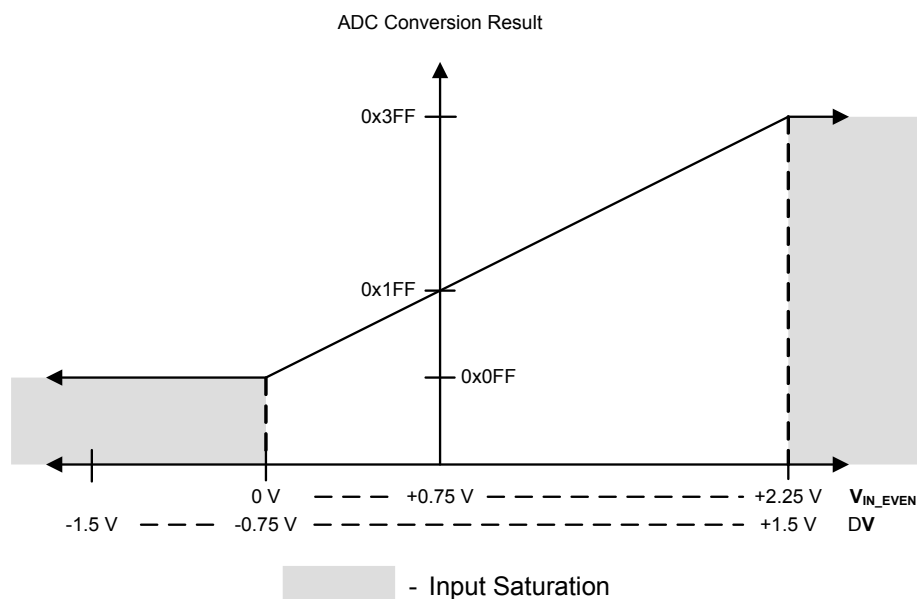 ADC Conversion Result
0x3FF
0x1FF
0x0FF
0 V +0.75 V +2.25 V VIN_EVEN
-1.5 V -0.75 V +1.5 V DV
- Input Saturation